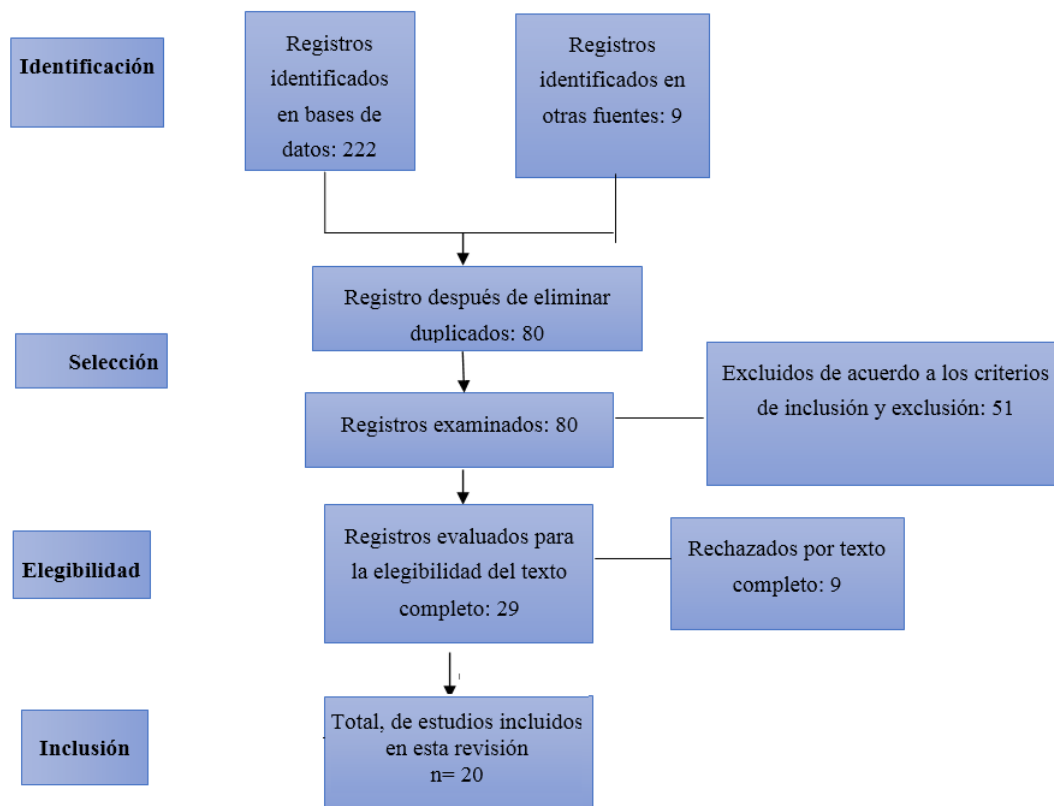 Identificación
Registros
identificados
en bases de
datos: 222
Registros
identificados en
otras fuentes: 9
Registro después de eliminar
duplicados: 80
Selección
Registros examinados: 80
Excluidos de acuerdo a los criterios
de inclusión y exclusión: 51
Elegibilidad
Registros evaluados para
la elegibilidad del texto
completo: 29
Rechazados por texto
completo: 9
Inclusión
Total, de estudios incluidos
en esta revisión
n= 20